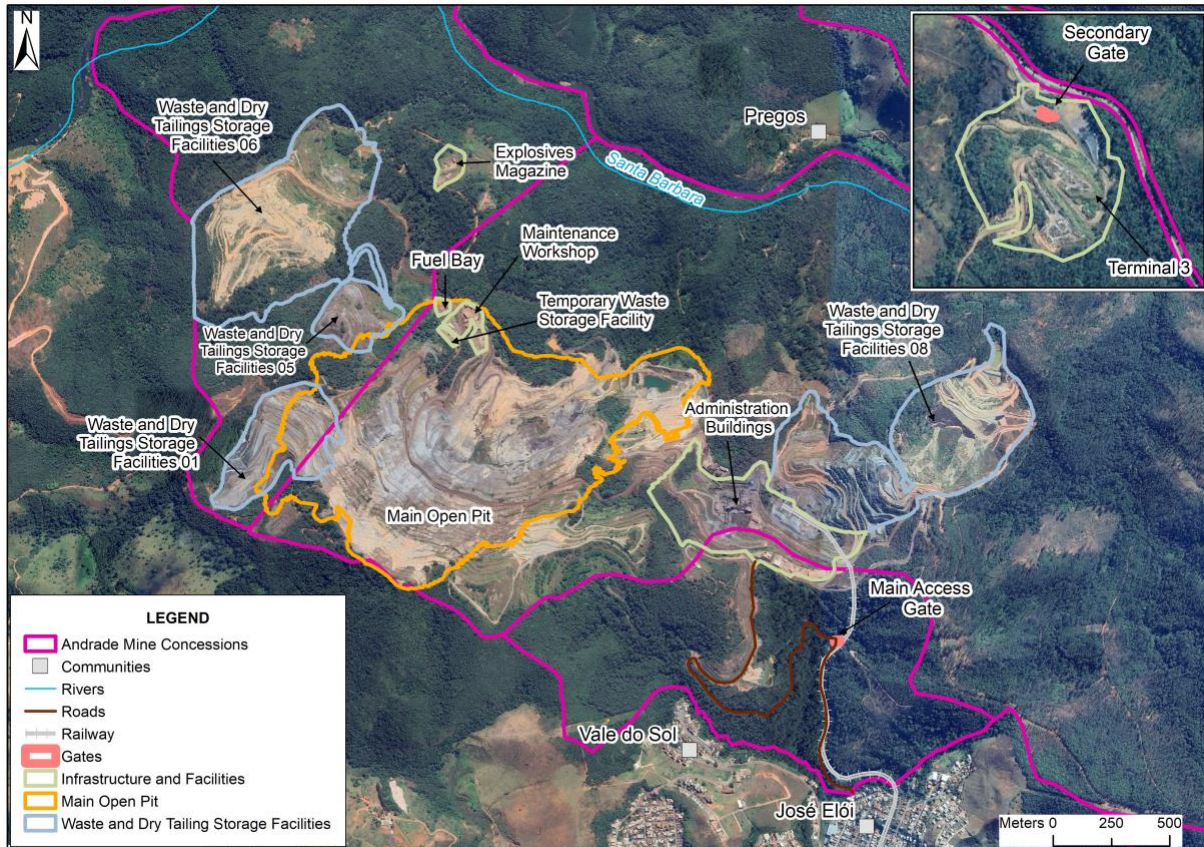 N
Waste and Dry
Tailings Storage
Facilities 06
Explosives
Magazine
Pregos
Santa Barbara
Secondary
Gate
Terminal 3
Fuel Bay
Maintenance
Workshop
Temporary Waste
Storage Facility
Waste and Dry
Tailings Storage
Facilities 05
Waste and Dry
Tailings Storage
Facilities 08
Waste and Dry
Tailings Storage
Facilities 01
Administration
Buildings
Main Open Pit
Main Access
Gate
Vale do Sol
José Elói
LEGEND
Andrade Mine Concessions
Communities
Rivers
Roads
Railway
Gates
Infrastructure and Facilities
Main Open Pit
Waste and Dry Tailing Storage Facilities
Meters 0 250 500